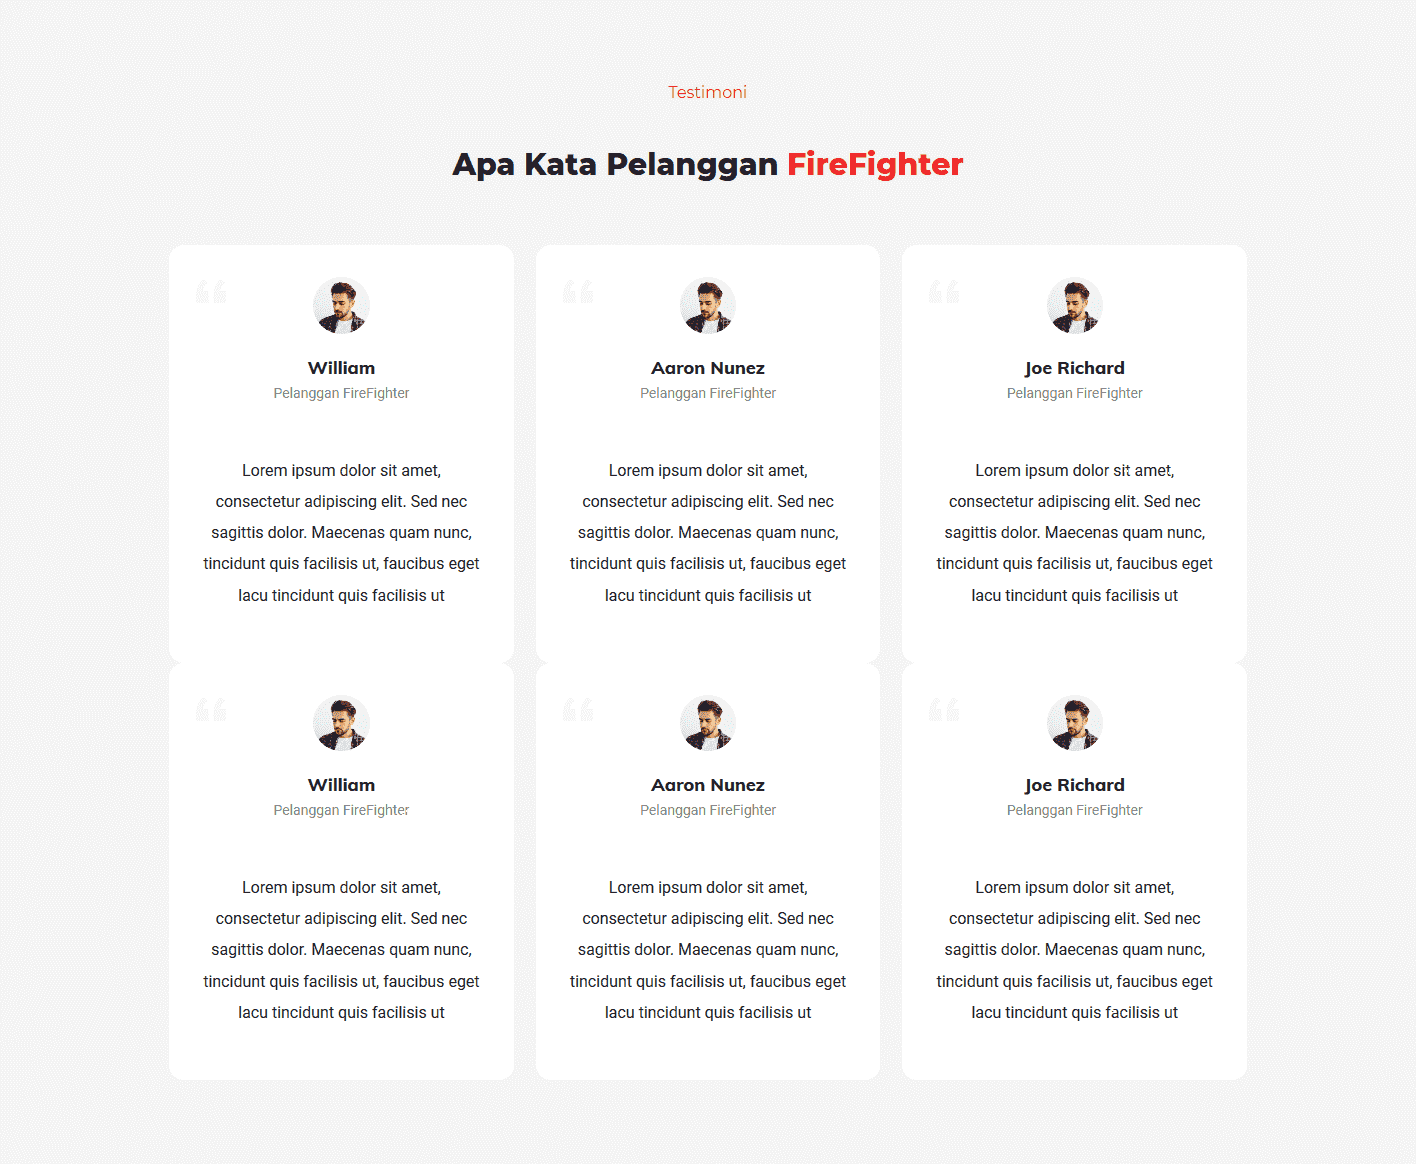 Testimoni
Apa Kata Pelanggan FireFighter
William
Pelanggan FireFighter
Lorem ipsum dolor sit amet,
consectetur adipiscing elit. Sed nec
sagittis dolor. Maecenas quam nunc,
tincidunt quis facilisis ut, faucibus eget
lacu tincidunt quis facilisis ut
Aaron Nunez
Pelanggan FireFighter
Lorem ipsum dolor sit amet,
consectetur adipiscing elit. Sed nec
sagittis dolor. Maecenas quam nunc,
tincidunt quis facilisis ut, faucibus eget
lacu tincidunt quis facilisis ut
Joe Richard
Pelanggan FireFighter
Lorem ipsum dolor sit amet,
consectetur adipiscing elit. Sed nec
sagittis dolor. Maecenas quam nunc,
tincidunt quis facilisis ut, faucibus eget
lacu tincidunt quis facilisis ut
William
Pelanggan FireFighter
Lorem ipsum dolor sit amet,
consectetur adipiscing elit. Sed nec
sagittis dolor. Maecenas quam nunc,
tincidunt quis facilisis ut, faucibus eget
lacu tincidunt quis facilisis ut
Aaron Nunez
Pelanggan FireFighter
Lorem ipsum dolor sit amet,
consectetur adipiscing elit. Sed nec
sagittis dolor. Maecenas quam nunc,
tincidunt quis facilisis ut, faucibus eget
lacu tincidunt quis facilisis ut
Joe Richard
Pelanggan FireFighter
Lorem ipsum dolor sit amet,
consectetur adipiscing elit. Sed nec
sagittis dolor. Maecenas quam nunc,
tincidunt quis facilisis ut, faucibus eget
lacu tincidunt quis facilisis ut